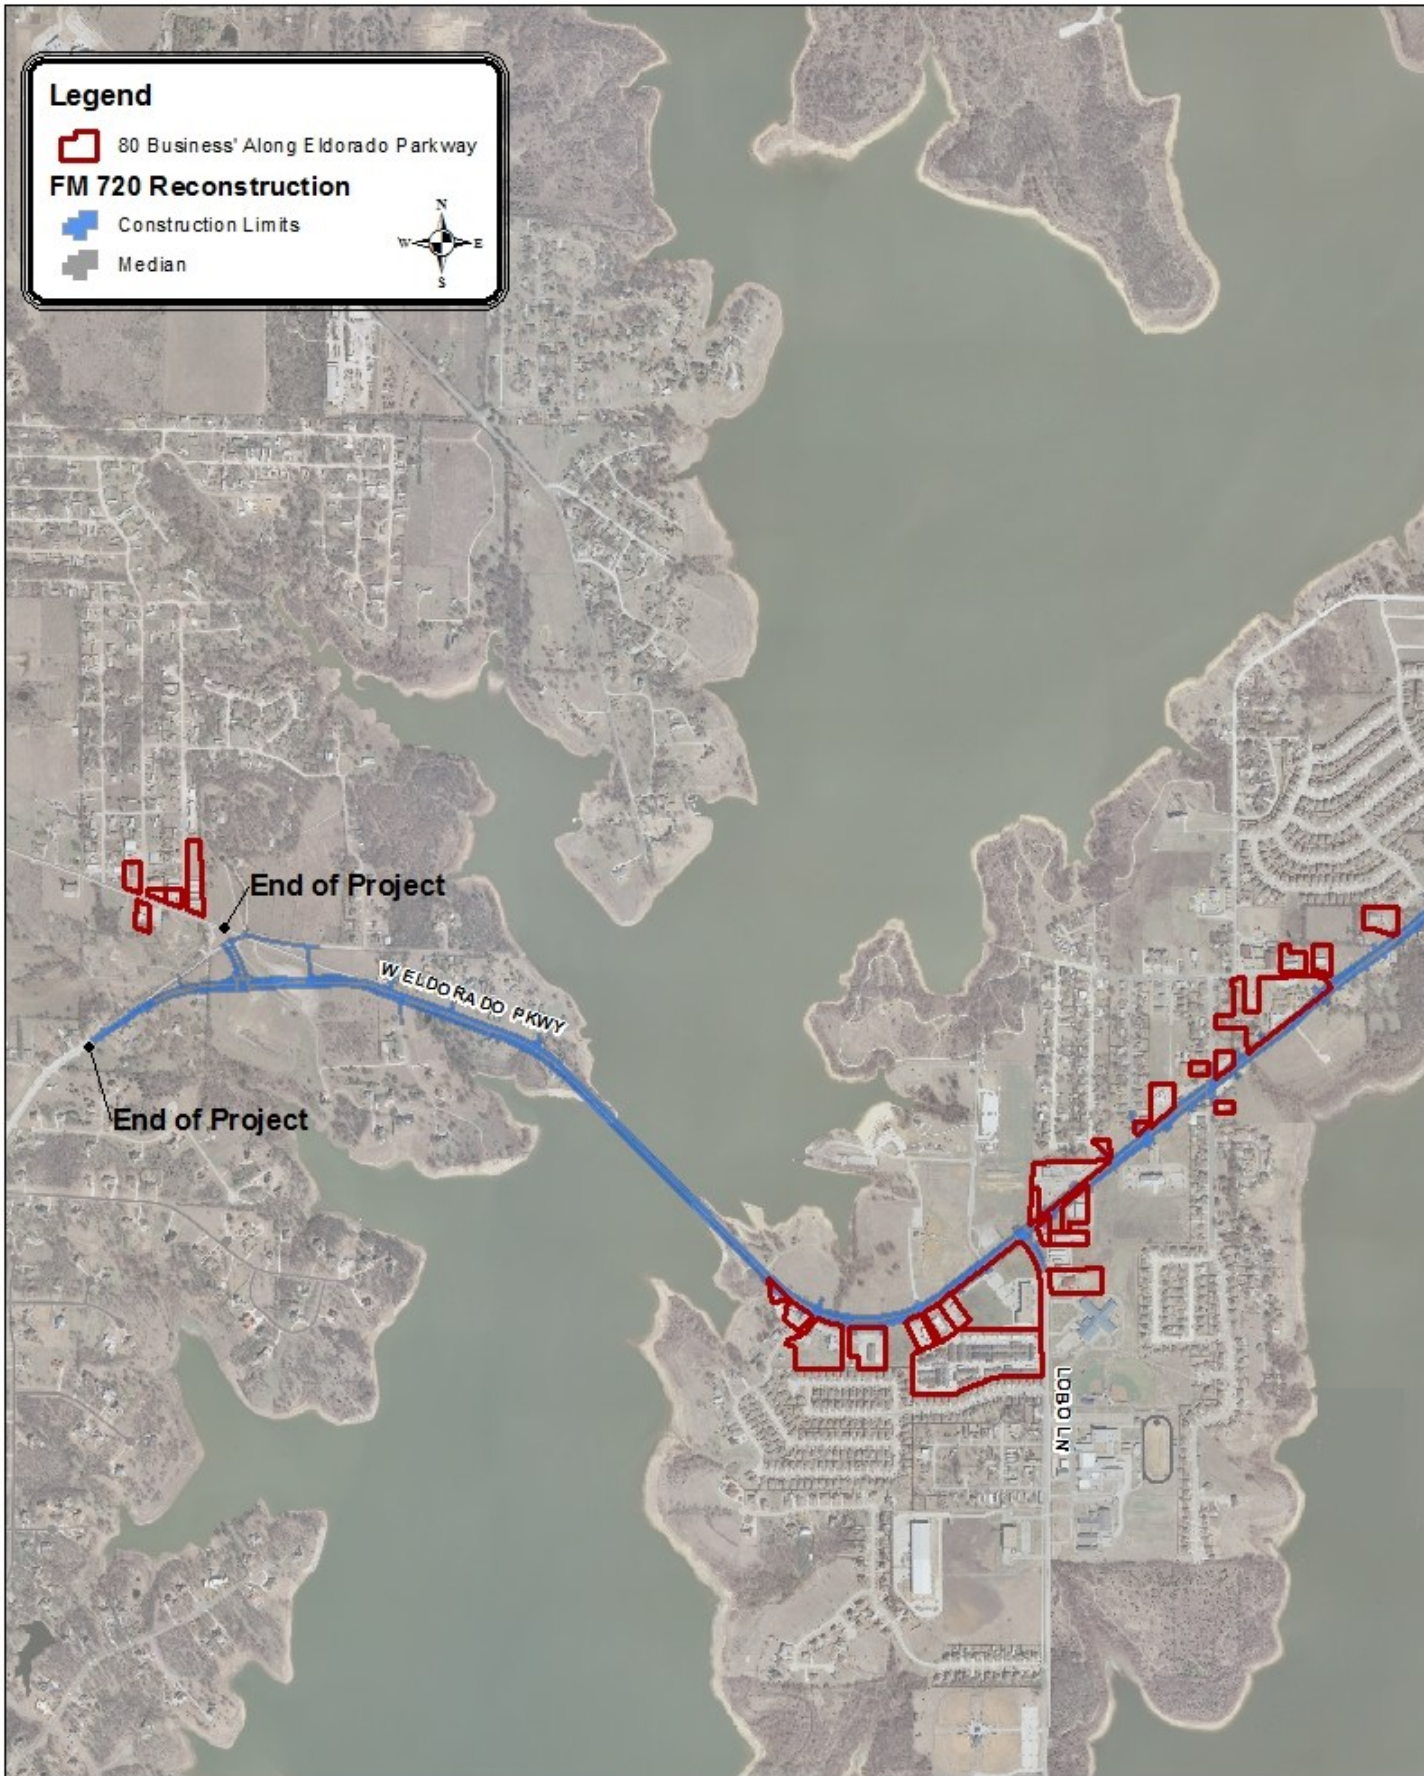 Legend
80 Business' Along Eldorado Parkway
FM 720 Reconstruction
Construction Limits
Median
N
W E
S
End of Project
W ELDORADO PKWY
End of Project
LOBO LN